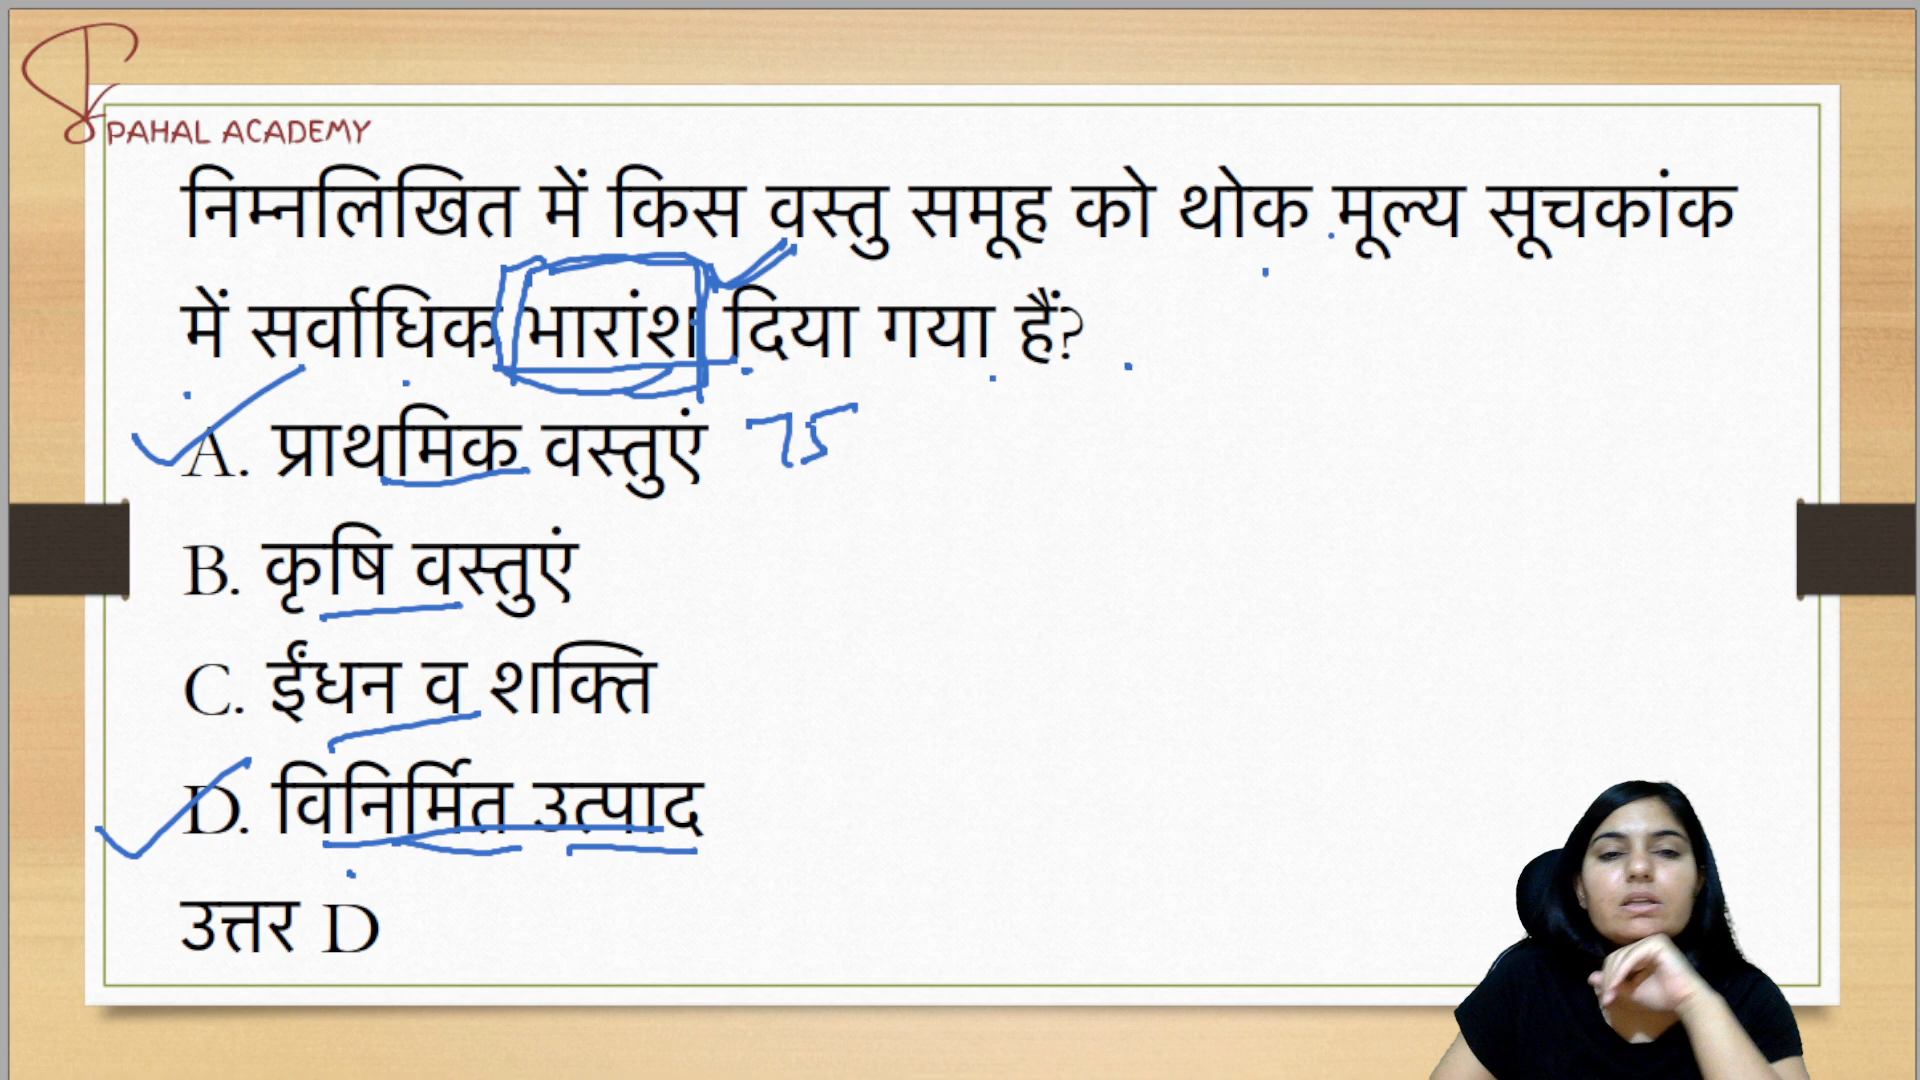 PAHAL ACADEMY
निम्नलिखित में किस वस्तु समूह को थोक मूल्य सूचकांक
में सर्वाधिक भारांश दिया गया हैं?
A. प्राथमिक वस्तुएं 75
B. कृषि वस्तुएं
C. ईंधन व शक्ति
D. विनिर्मित उत्पाद
उत्तर D